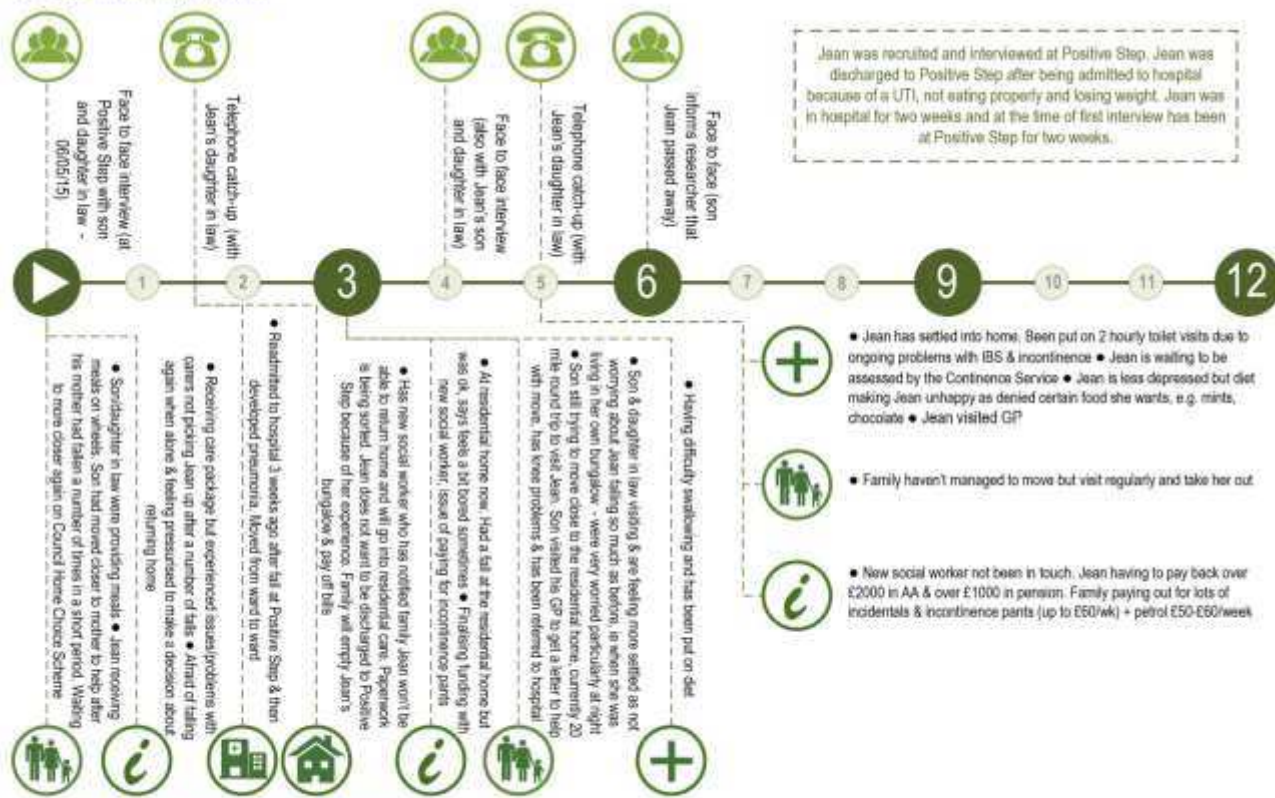 Jean was recruited and interviewed at Positive Step. Jean was
discharged to Positive Step after being admitted to hospital
because of a UTI, not eating properly and losing weight. Jean was
in hospital for two weeks and at the time of first interview has been
at Positive Step for two weeks.
Face to face interview (at
Positive Step with son
and daughter in law -
06/05/15)
Telephone catch-up (with
Jean's daughter in law)
Face to face interview
(also with Jean's son
and daughter in law)
Telephone catch-up (with
Jean's daughter in law)
Face to face (son
informs researcher that
Jean passed away)
1
2
3
4
5
6
7
8
9
10
11
12
● Son/daughter in law were providing meals ● Jean receiving
meals on wheels. Son had moved closer to mother to help after
his mother had fallen a number of times in a short period. Waiting
to more closer again on Council Home Choice Scheme
● Receiving care package but experienced issues/problems with
carers not picking Jean up after a number of falls ● Afraid of falling
again when alone & feeling pressurised to make a decision about
returning home
● Readmitted to hospital 3 weeks ago after fall at Positive Step & then
developed pneumonia. Moved from ward to ward
● Has new social worker who has notified family Jean won't be
able to return home and will go into residential care. Paperwork
is being sorted. Jean does not want to be discharged to Positive
Step because of her experience. Family will empty Jean's
bungalow & pay off bills
● At residential home now. Had a fall at the residential home but
was ok, says feels a bit bored sometimes ● Finalising funding with
new social worker, issue of paying for incontinence pants
● Son & daughter in law visiting & are feeling more settled as not
worrying about Jean falling so much as before, ie when she was
living in her own bungalow - were very worried particularly at night
● Son still trying to move close to the residential home, currently 20
mile round trip to visit Jean. Son visited he GP to get a letter to help
with move, has knee problems & has been referred to hospital
● Having difficulty swallowing and has been put on diet
● Jean has settled into home. Been put on 2 hourly toilet visits due to
ongoing problems with IBS & incontinence ● Jean is waiting to be
assessed by the Continence Service ● Jean is less depressed but diet
making Jean unhappy as denied certain food she wants, e.g. mints,
chocolate ● Jean visited GP
● Family haven't managed to move but visit regularly and take her out
● New social worker not been in touch. Jean having to pay back over
£2000 in AA & over £1000 in pension. Family paying out for lots of
incidentals & incontinence pants (up to £60/wk) + petrol £50-£60/week